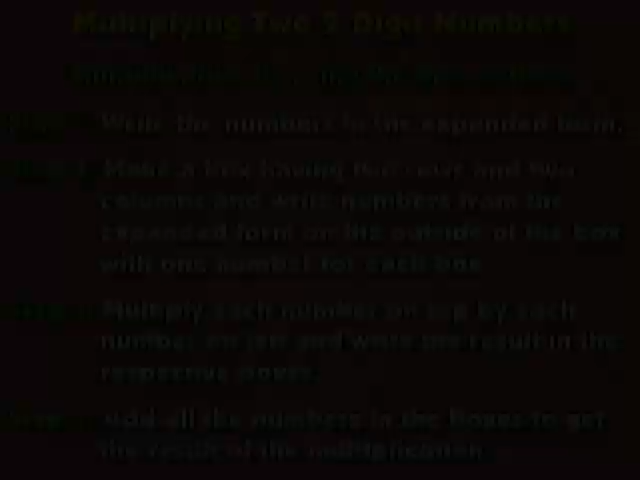 Multiplying Two 2 Digit Numbers
Write the numbers in the expanded form.
Make a box having two rows and two
columns and write numbers from the
expanded form on the outside of the box
with one number for each box
Multiply each number on top by each
number on left and write the result in the
respective boxes.
Add all the numbers in the boxes to get
the result of the multiplication